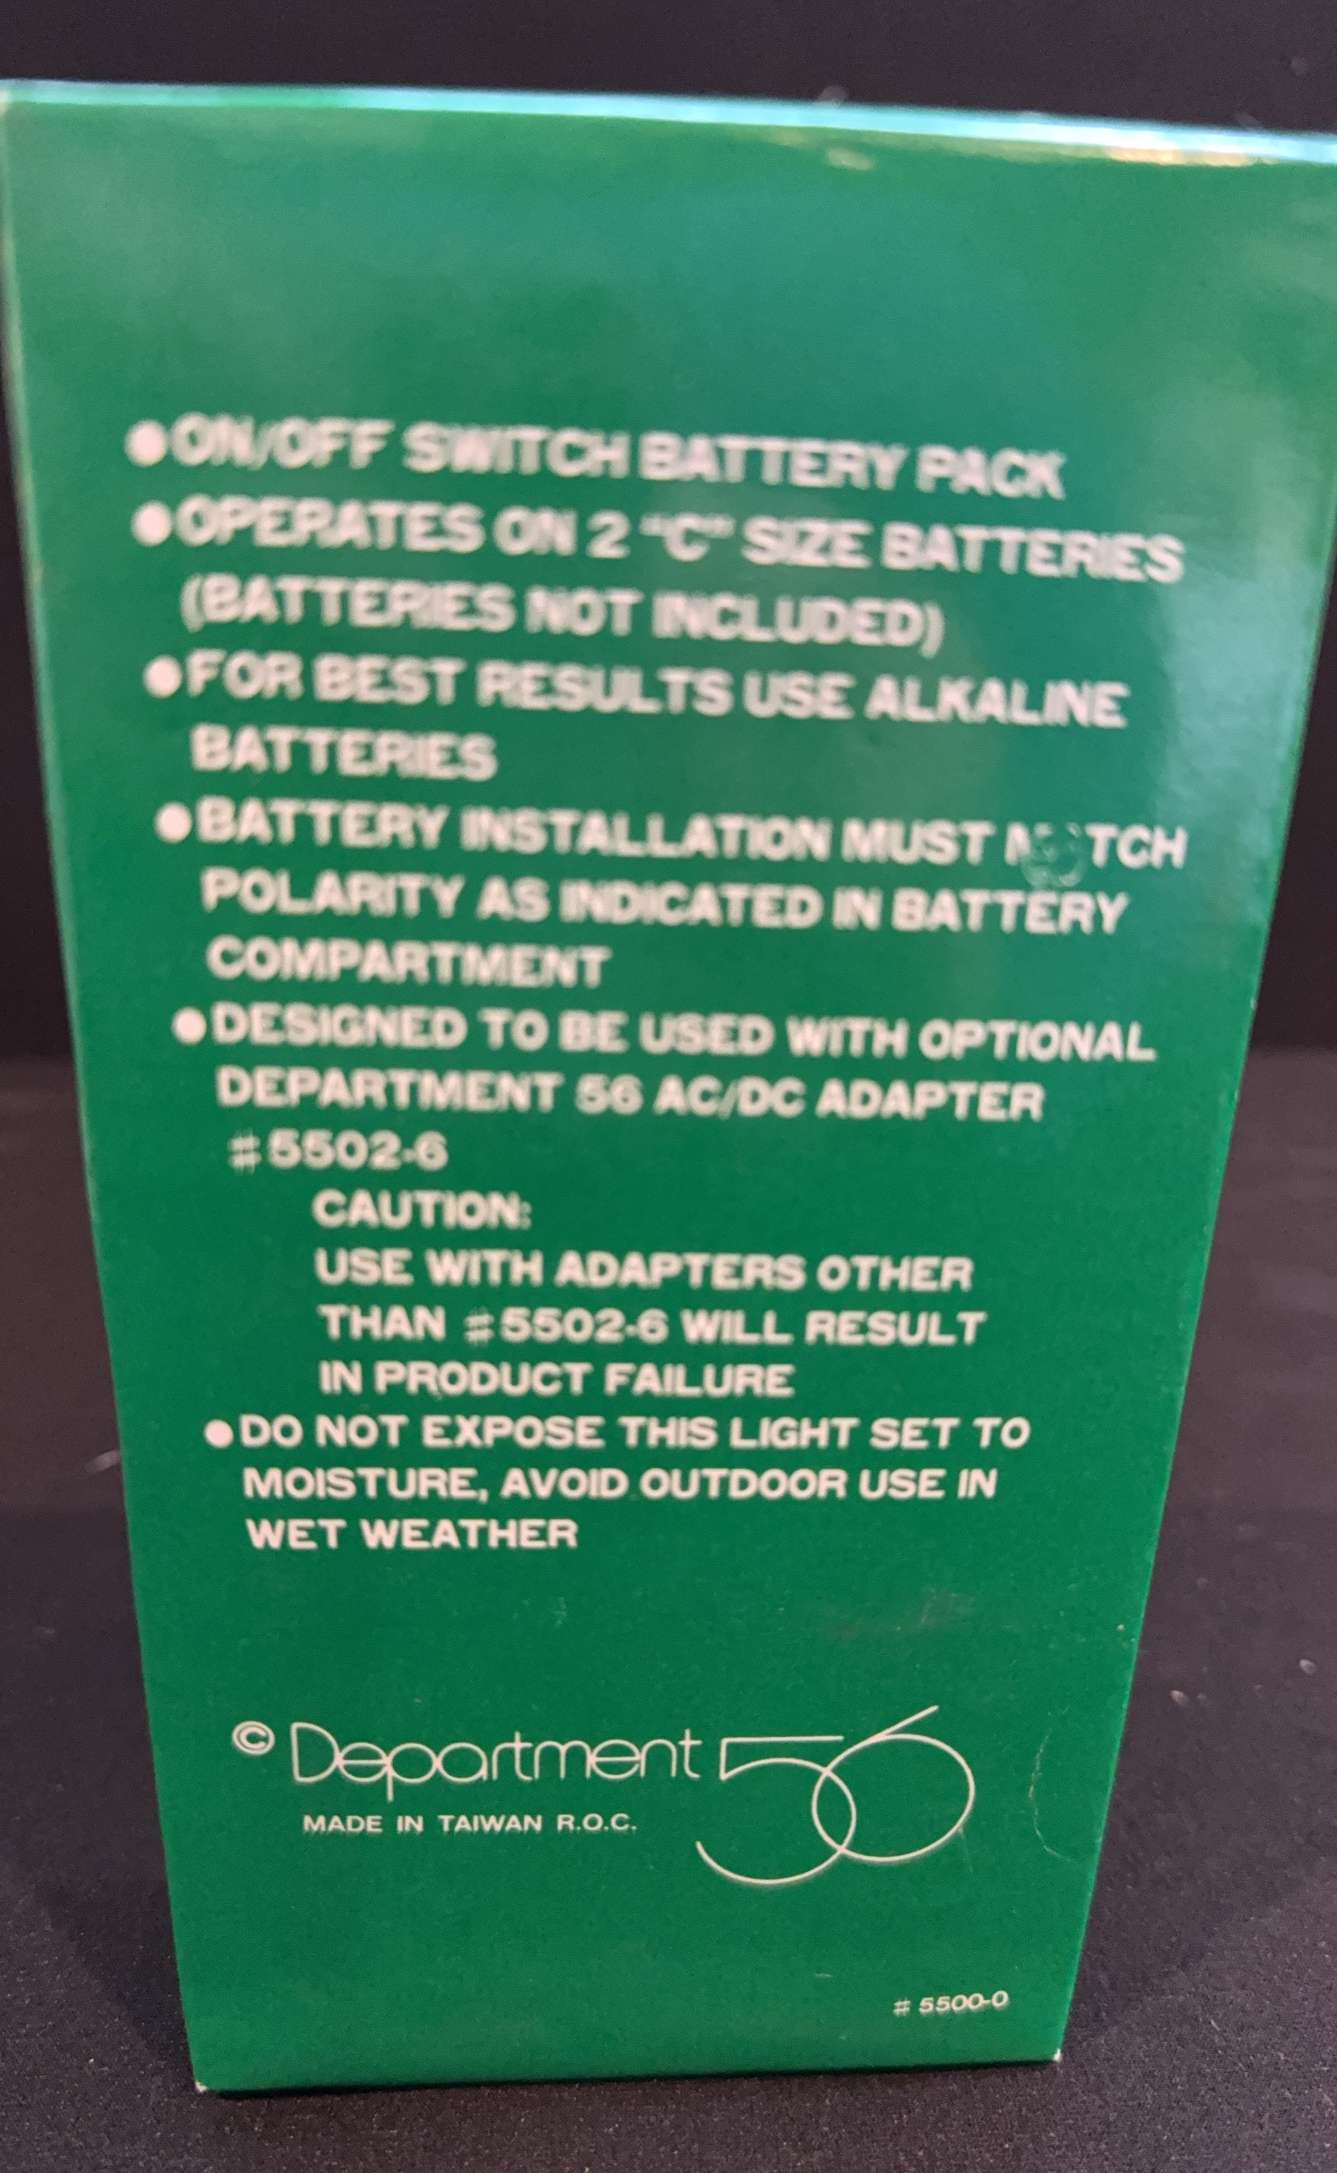 ●ON/OFF SWITCH BATTERY PACK
●OPERATES ON 2 "C" SIZE BATTERIES
(BATTERIES NOT INCLUDED)
●FOR BEST RESULTS USE ALKALINE
BATTERIES
●BATTERY INSTALLATION MUST MATCH
POLARITY AS INDICATED IN BATTERY
COMPARTMENT
●DESIGNED TO BE USED WITH OPTIONAL
DEPARTMENT 56 AC/DC ADAPTER
#5502-6
CAUTION:
USE WITH ADAPTERS OTHER
THAN #5502-6 WILL RESULT
IN PRODUCT FAILURE
●DO NOT EXPOSE THIS LIGHT SET TO
MOISTURE, AVOID OUTDOOR USE IN
WET WEATHER
© Department 56
MADE IN TAIWAN R.O.C.
# 5500-0